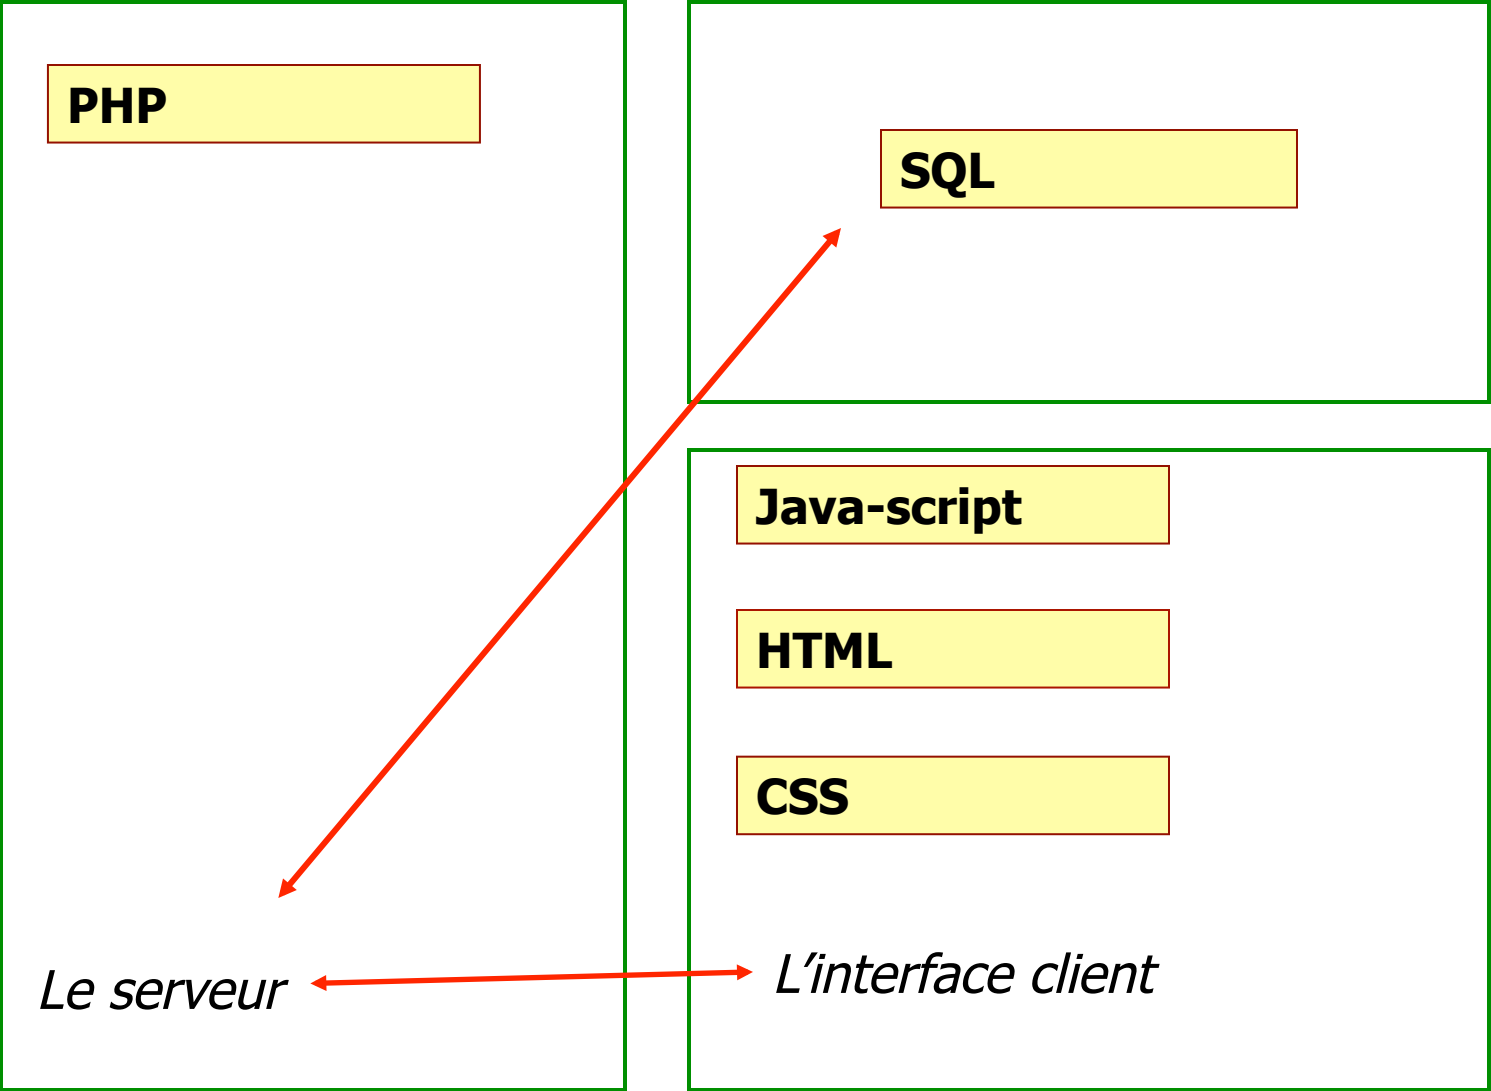 PHP
SQL
Java-script
HTML
CSS
Le serveur
L’interface client